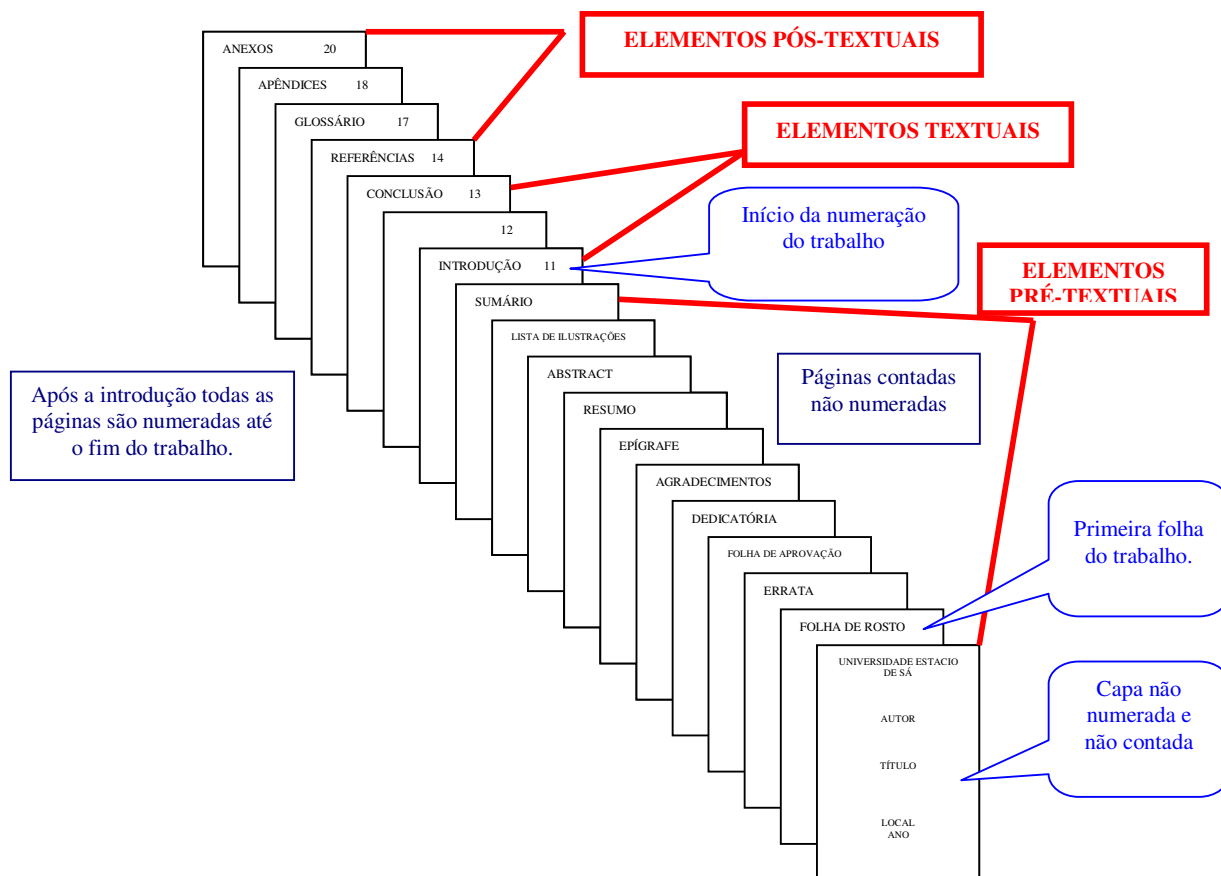 ELEMENTOS PÓS-TEXTUAIS
ANEXOS 20
APÊNDICES 18
GLOSSÁRIO 17
ELEMENTOS TEXTUAIS
REFERÊNCIAS 14
CONCLUSÃO 13
12
Início da numeração
do trabalho
INTRODUÇÃO 11
ELEMENTOS
PRÉ-TEXTUAIS
SUMÁRIO
LISTA DE ILUSTRAÇÕES
ABSTRACT
Páginas contadas
não numeradas
Após a introdução todas as
páginas são numeradas até
o fim do trabalho.
RESUMO
EPÍGRAFE
AGRADECIMENTOS
DEDICATÓRIA
Primeira folha
do trabalho.
FOLHA DE APROVAÇÃO
ERRATA
FOLHA DE ROSTO
UNIVERSIDADE ESTACIO
DE SÁ
Capa não
numerada e
não contada
AUTOR
TÍTULO
LOCAL
ANO